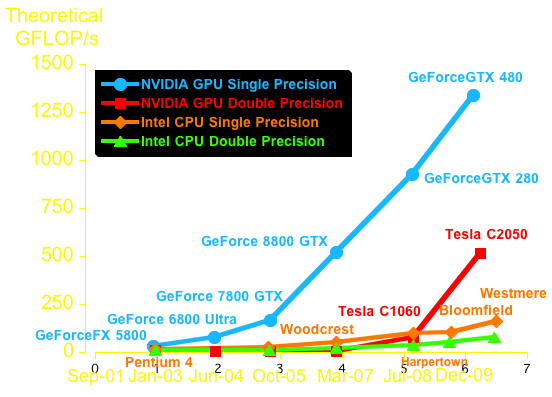 Theoretical
GFLOP/s
1500
1250
1000
750
500
250
0
NVIDIA GPU Single Precision
NVIDIA GPU Double Precision
Intel CPU Single Precision
Intel CPU Double Precision
GeForceGTX 480
GeForceGTX 280
Tesla C2050
GeForce 8800 GTX
GeForce 7800 GTX
Westmere
Tesla C1060
Bloomfield
GeForce 6800 Ultra
Woodcrest
GeForceFX 5800
Pentium 4
Harpertown
0 1 2 3 4 5 6 7
Sep-01 Jan-03 Jun-04 Oct-05 Mar-07 Jul-08 Dec-09